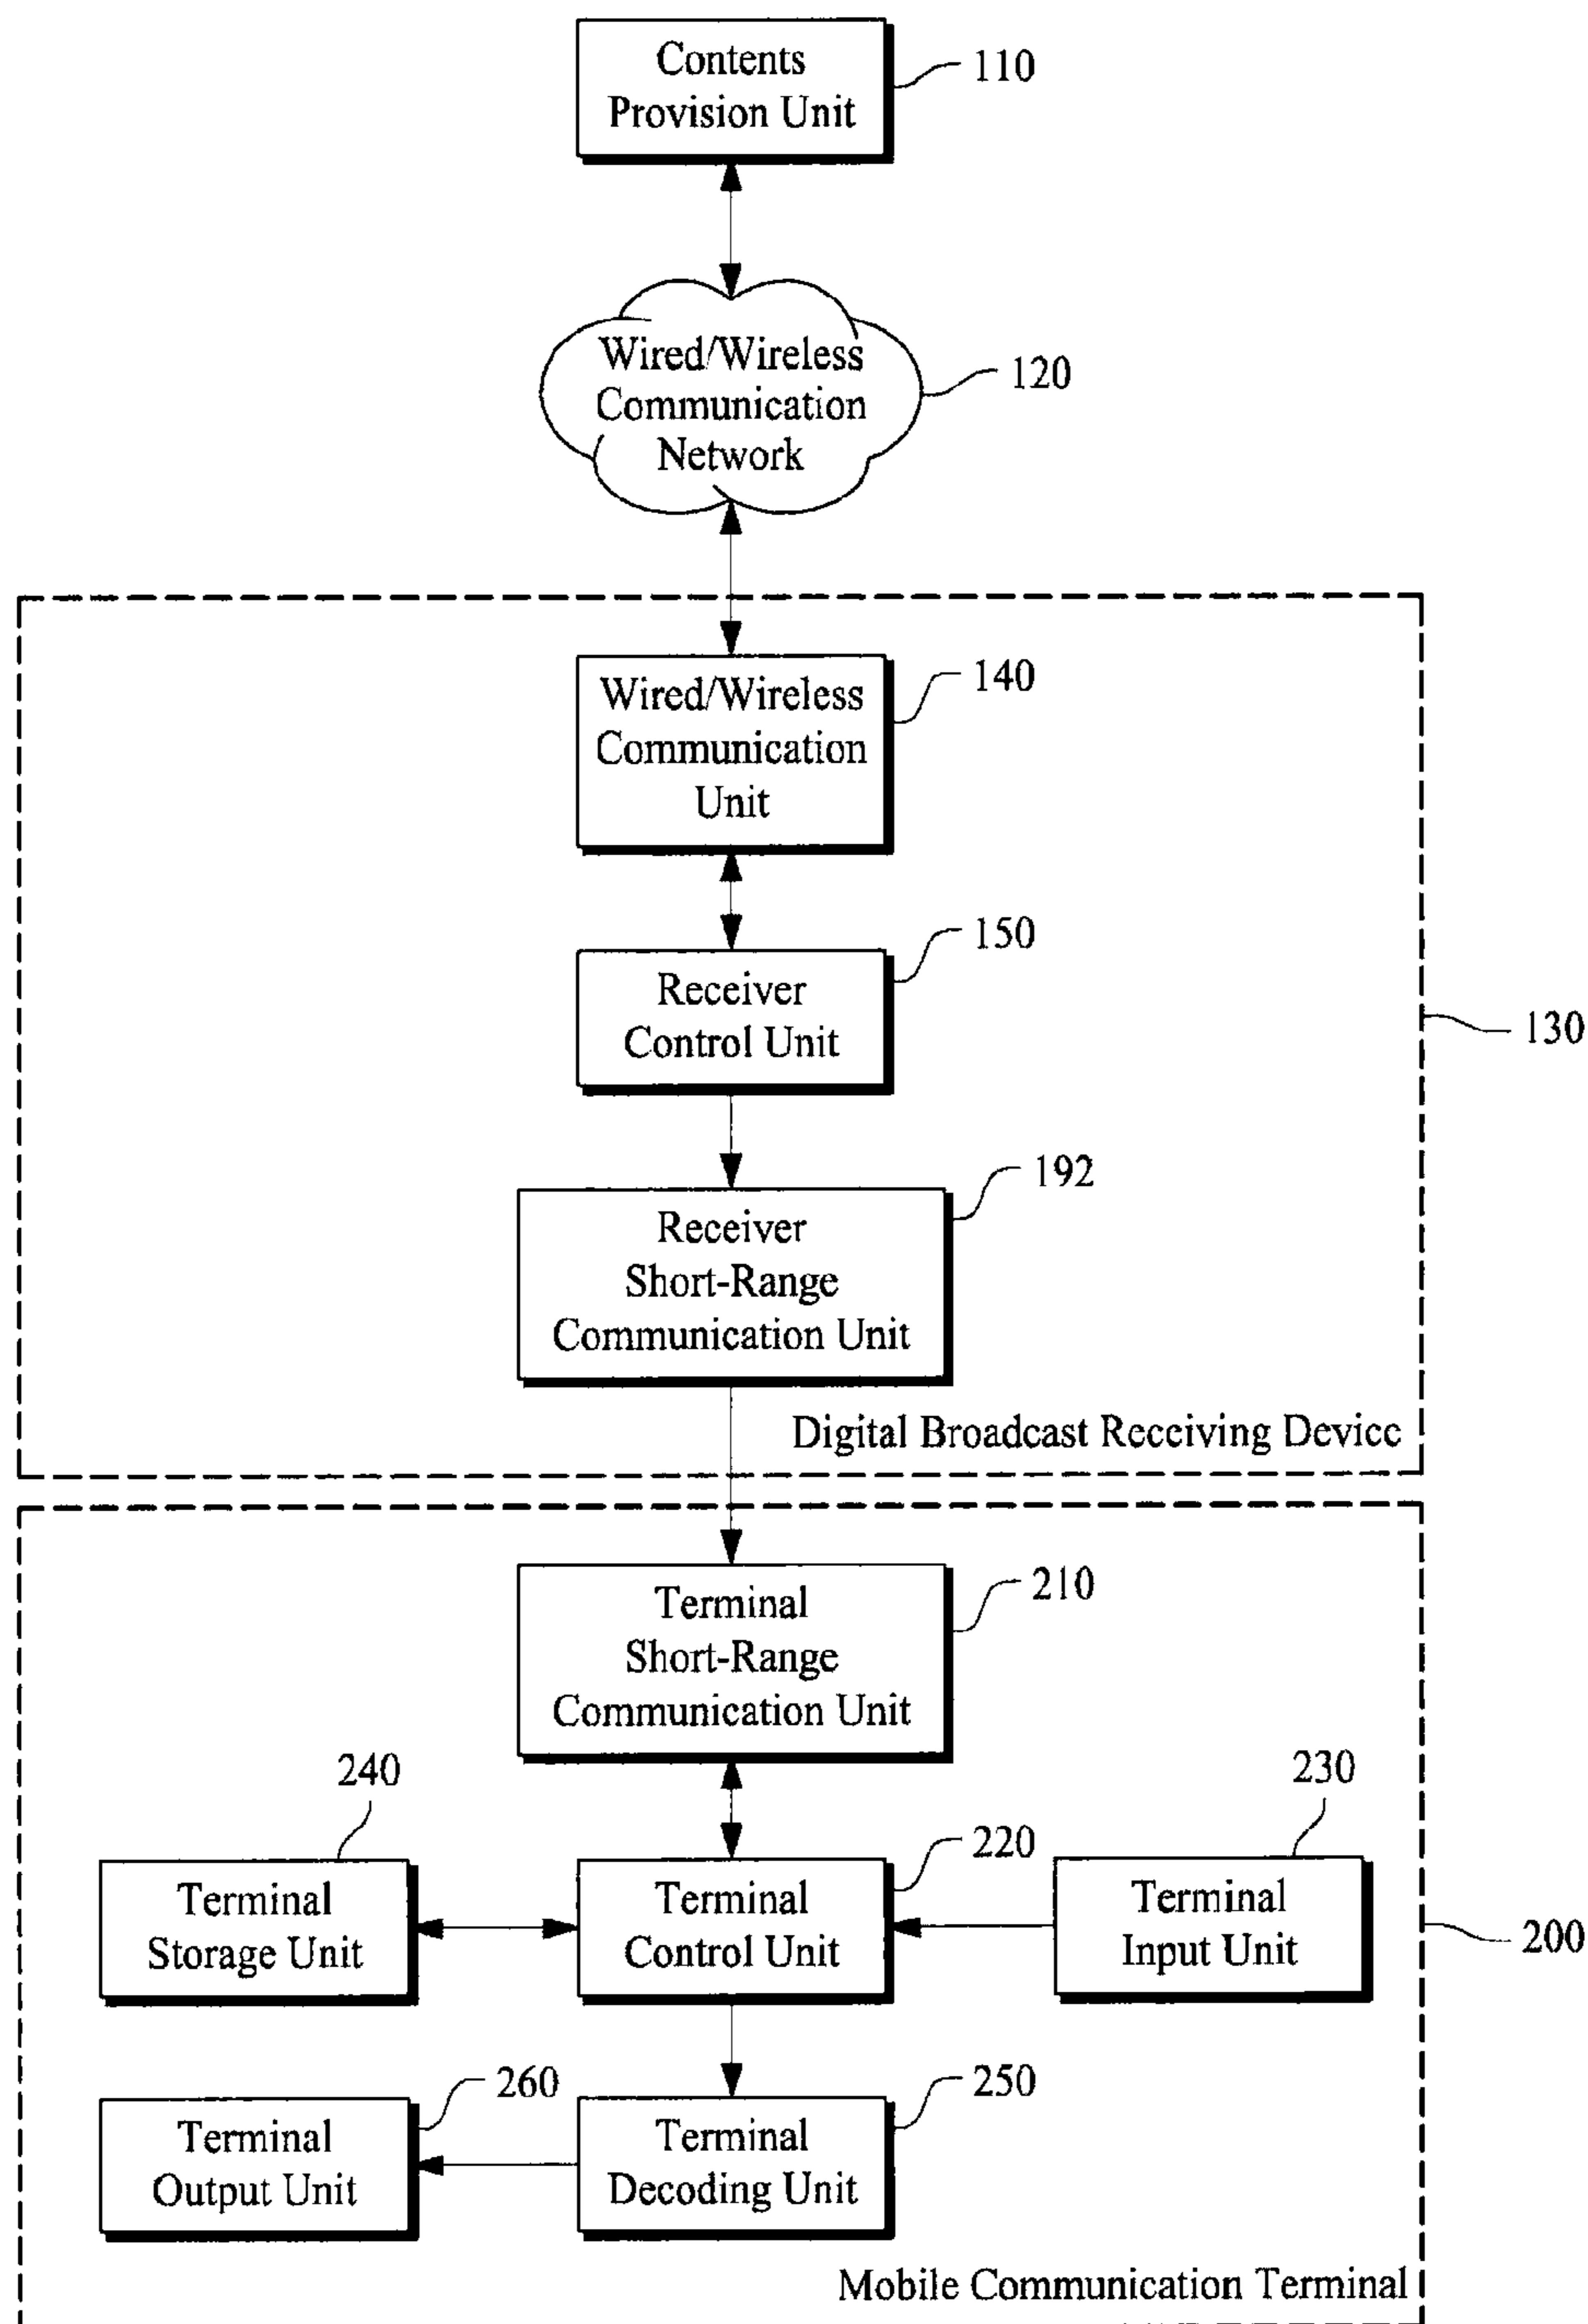 Contents
Provision Unit
110
Wired/Wireless
Communication
Network
120
Wired/Wireless
Communication
Unit
140
Receiver
Control Unit
150
130
Receiver
Short-Range
Communication Unit
192
Digital Broadcast Receiving Device
Terminal
Short-Range
Communication Unit
210
240
Terminal
Storage Unit
Terminal
Control Unit
220
230
Terminal
Input Unit
200
Terminal
Output Unit
260
Terminal
Decoding Unit
250
Mobile Communication Terminal